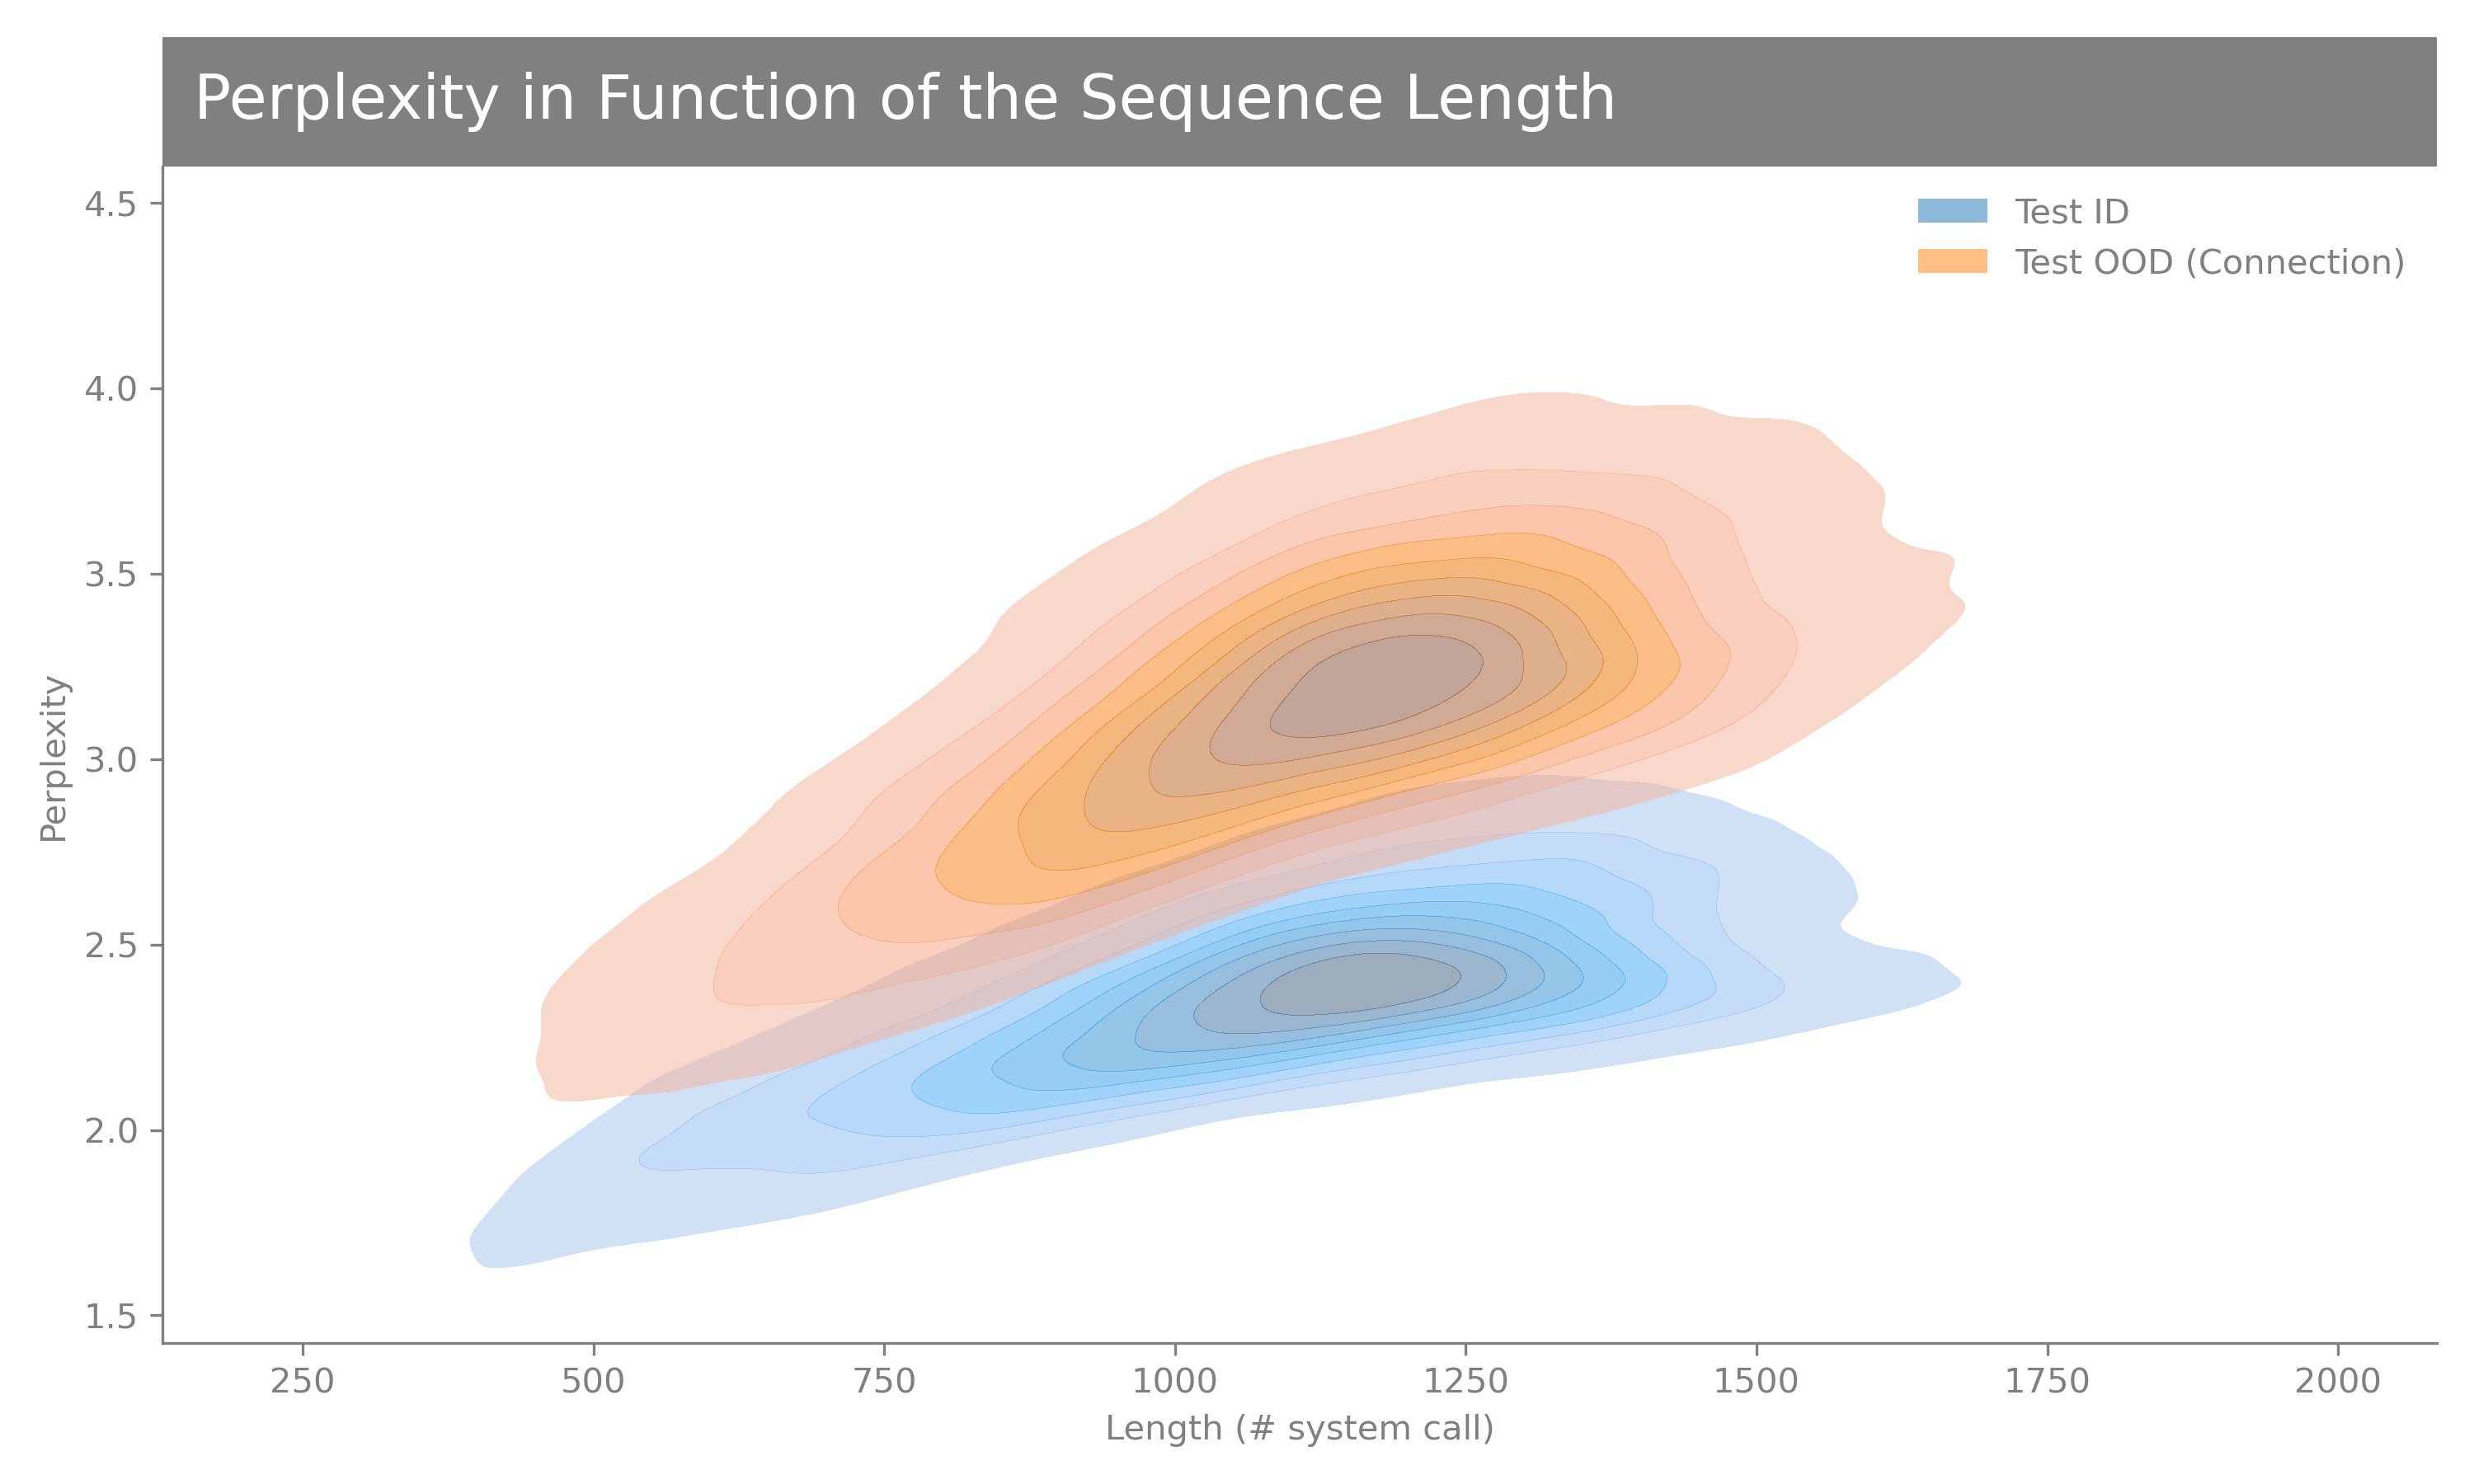 Perplexity in Function of the Sequence Length
Test ID
Test OOD (Connection)
Perplexity
4.5
4.0
3.5
3.0
2.5
2.0
1.5
250 500 750 1000 1250 1500 1750 2000
Length (# system call)